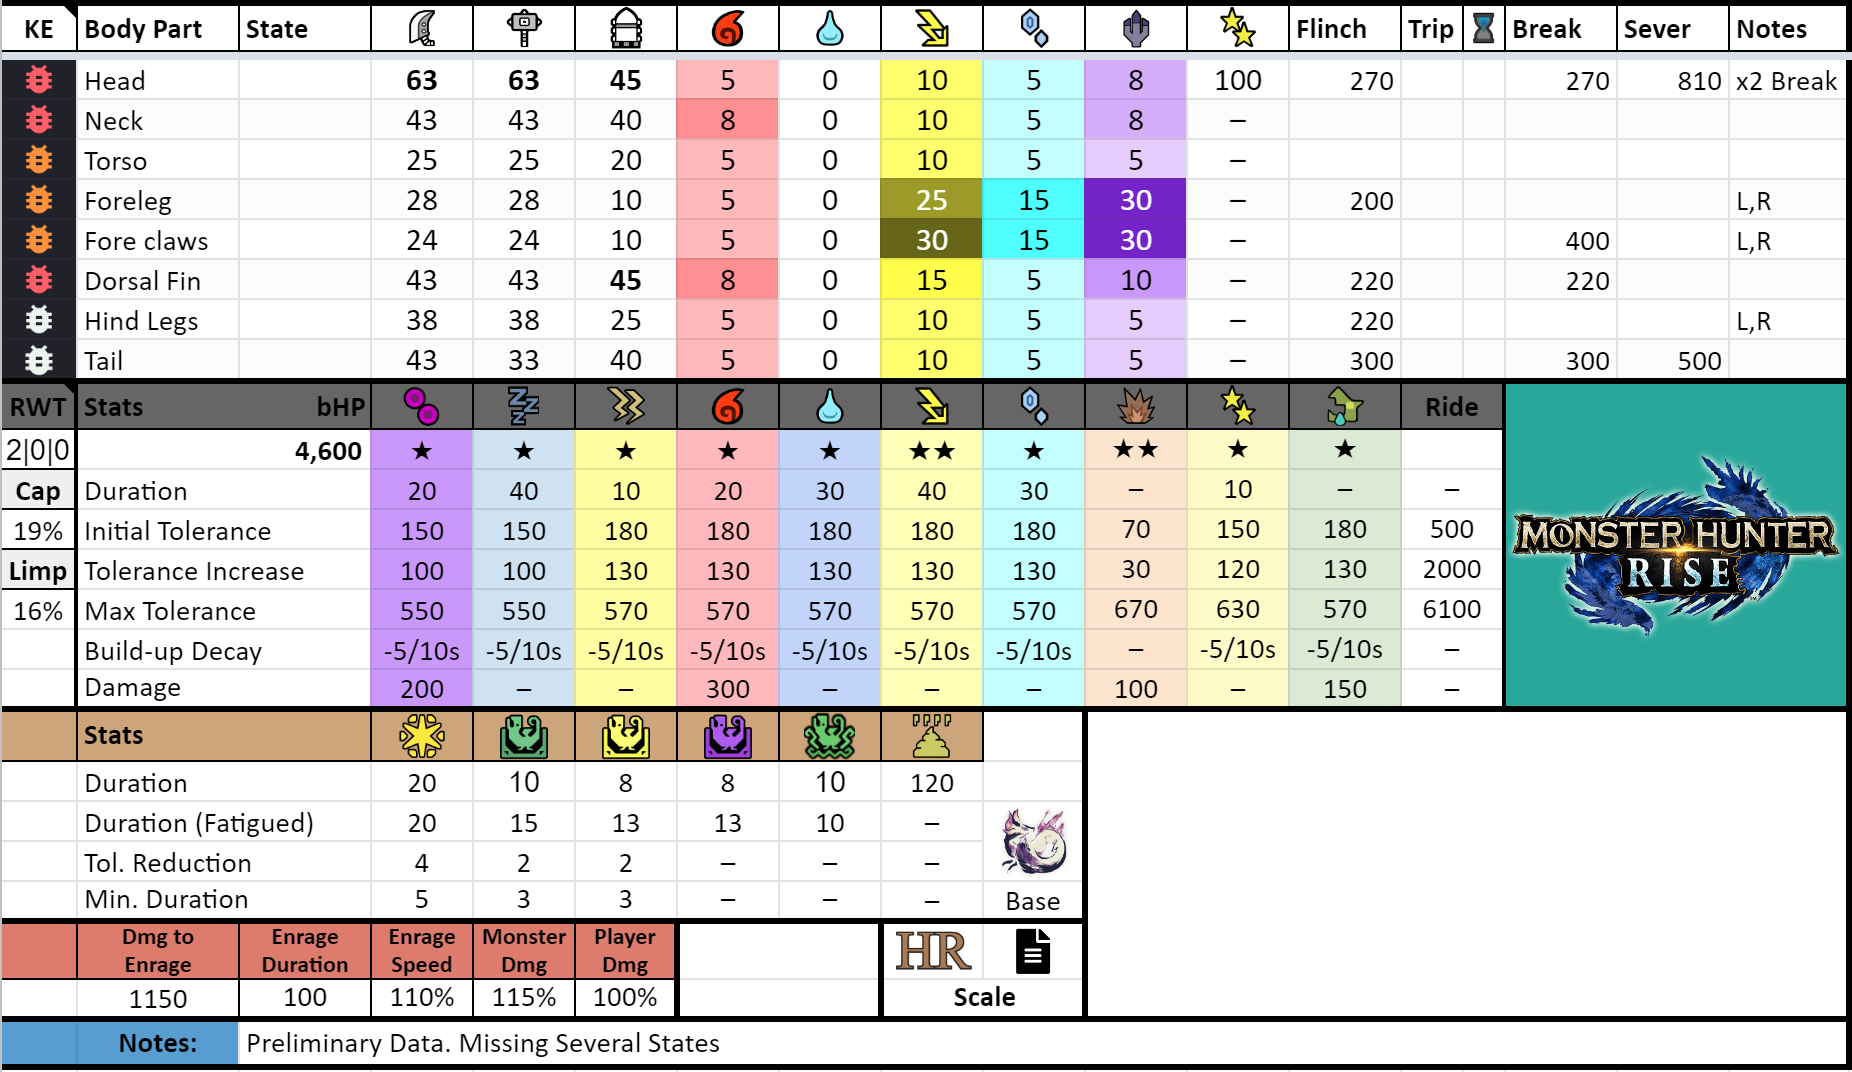 KE Body Part State Flinch Trip Break Sever Notes
Head 63 63 45 5 0 10 5 8 100 270 270 810 x2 Break
Neck 43 43 40 8 0 10 5 8 –
Torso 25 25 20 5 0 10 5 5 –
Foreleg 28 28 10 5 0 25 15 30 – 200 L,R
Fore claws 24 24 10 5 0 30 15 30 – 400 L,R
Dorsal Fin 43 43 45 8 0 15 5 10 – 220 220
Hind Legs 38 38 25 5 0 10 5 5 – 220 L,R
Tail 43 33 40 5 0 10 5 5 – 300 300 500
RWT Stats bHP Ride
2|0|0 4,600 ★ ★ ★ ★ ★ ★★ ★ ★★ ★ ★
Cap Duration 20 40 10 20 30 40 30 – 10 – –
19% Initial Tolerance 150 150 180 180 180 180 180 70 150 180 500
Limp Tolerance Increase 100 100 130 130 130 130 130 30 120 130 2000
16% Max Tolerance 550 550 570 570 570 570 570 670 630 570 6100
Build-up Decay -5/10s -5/10s -5/10s -5/10s -5/10s -5/10s -5/10s – -5/10s -5/10s –
Damage 200 – – 300 – – – 100 – 150 –
MONSTER HUNTER
RISE
Stats
Duration 20 10 8 8 10 120
Duration (Fatigued) 20 15 13 13 10 –
Tol. Reduction 4 2 2 – – –
Min. Duration 5 3 3 – – – Base
Dmg to Enrage Enrage Monster Player
Enrage Duration Speed Dmg Dmg
HR
1150 100 110% 115% 100% Scale
Notes: Preliminary Data. Missing Several States